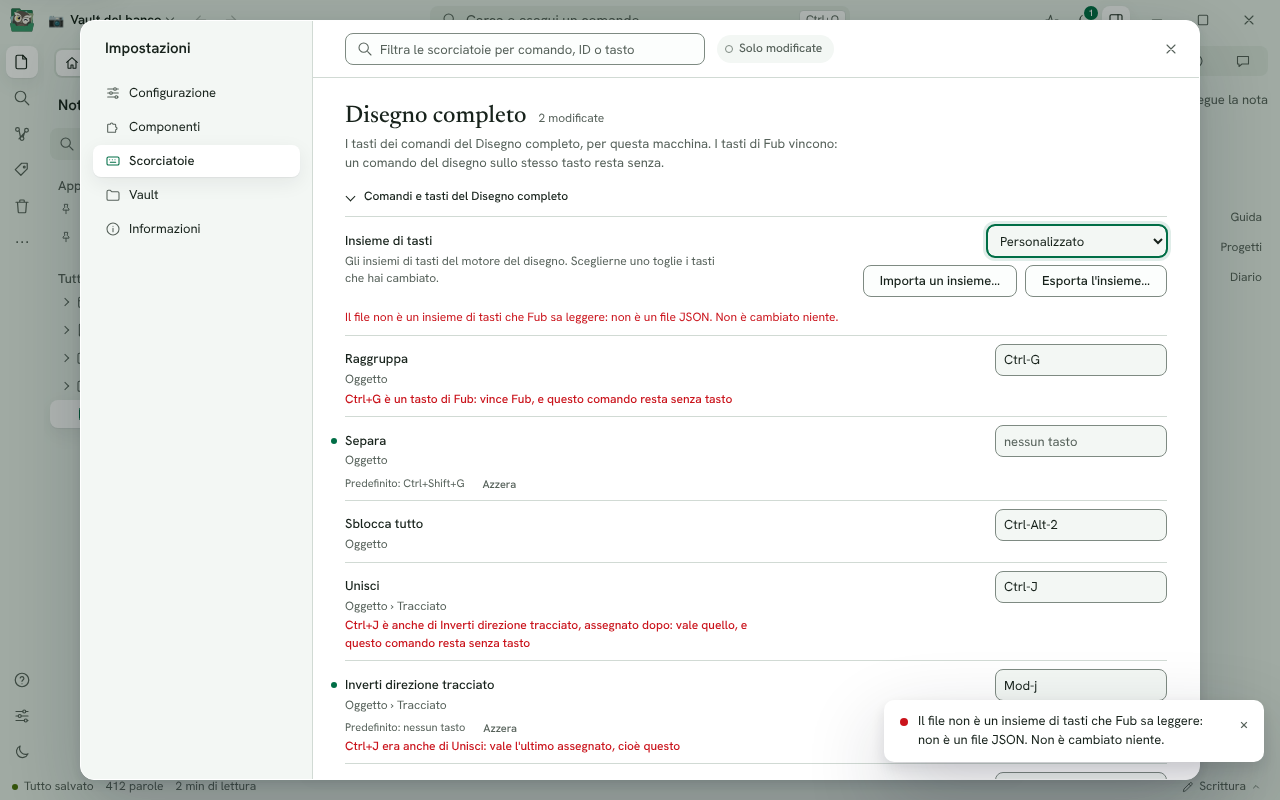 Vault del banco
Cerca o esegui un comando
Ctrl+O
1
Impostazioni
Configurazione
Componenti
Scorciatoie
Vault
Informazioni
Filtra le scorciatoie per comando, ID o tasto
Solo modificate
Disegno completo
2 modificate
I tasti dei comandi del Disegno completo, per questa macchina. I tasti di Fub vincono:
un comando del disegno sullo stesso tasto resta senza.
Comandi e tasti del Disegno completo
Insieme di tasti
Gli insiemi di tasti del motore del disegno. Sceglierne uno toglie i tasti
che hai cambiato.
Personalizzato
Importa un insieme…
Esporta l'insieme…
Il file non è un insieme di tasti che Fub sa leggere: non è un file JSON. Non è cambiato niente.
Raggruppa
Oggetto
Ctrl+G è un tasto di Fub: vince Fub, e questo comando resta senza tasto
Ctrl-G
Separa
Oggetto
Predefinito: Ctrl+Shift+G
Azzera
nessun tasto
Sblocca tutto
Oggetto
Ctrl-Alt-2
Unisci
Oggetto › Tracciato
Ctrl+J è anche di Inverti direzione tracciato, assegnato dopo: vale quello, e
questo comando resta senza tasto
Ctrl-J
Inverti direzione tracciato
Oggetto › Tracciato
Predefinito: nessun tasto
Azzera
Ctrl+J era anche di Unisci: vale l'ultimo assegnato, cioè questo
Mod-j
Il file non è un insieme di tasti che Fub sa leggere:
non è un file JSON. Non è cambiato niente.
Not
App
Tutt
egue la nota
Guida
Progetti
Diario
Tutto salvato
412 parole
2 min di lettura
Scrittura